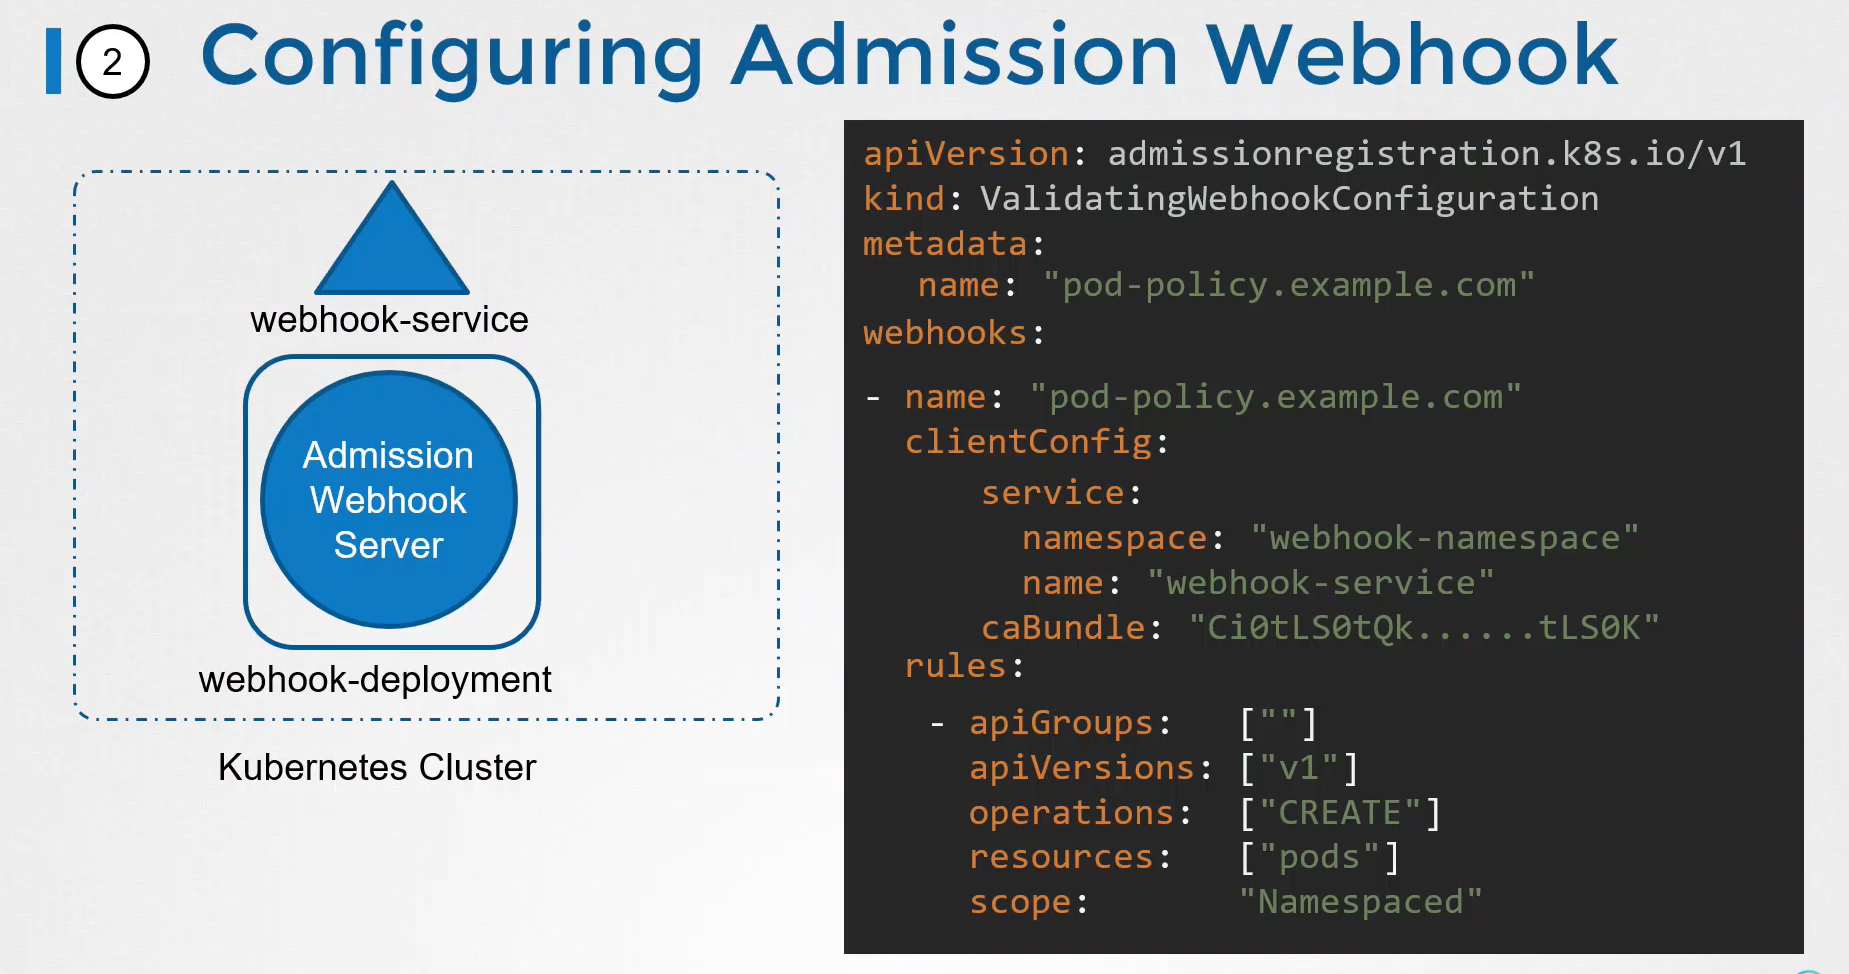 2 Configuring Admission Webhook
webhook-service
Admission
Webhook
Server
webhook-deployment
Kubernetes Cluster
apiVersion: admissionregistration.k8s.io/v1
kind: ValidatingWebhookConfiguration
metadata:
name: "pod-policy.example.com"
webhooks:
- name: "pod-policy.example.com"
clientConfig:
service:
namespace: "webhook-namespace"
name: "webhook-service"
caBundle: "Ci0tLS0tQk......tLS0K"
rules:
- apiGroups: [""]
apiVersions: ["v1"]
operations: ["CREATE"]
resources: ["pods"]
scope: "Namespaced"